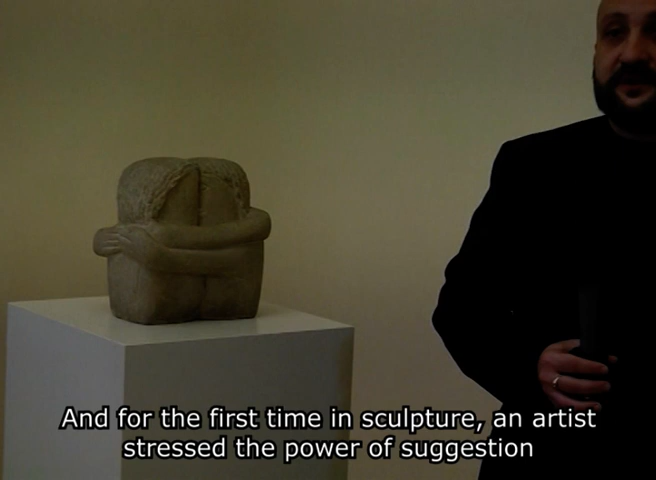 And for the first time in sculpture, an artist
stressed the power of suggestion